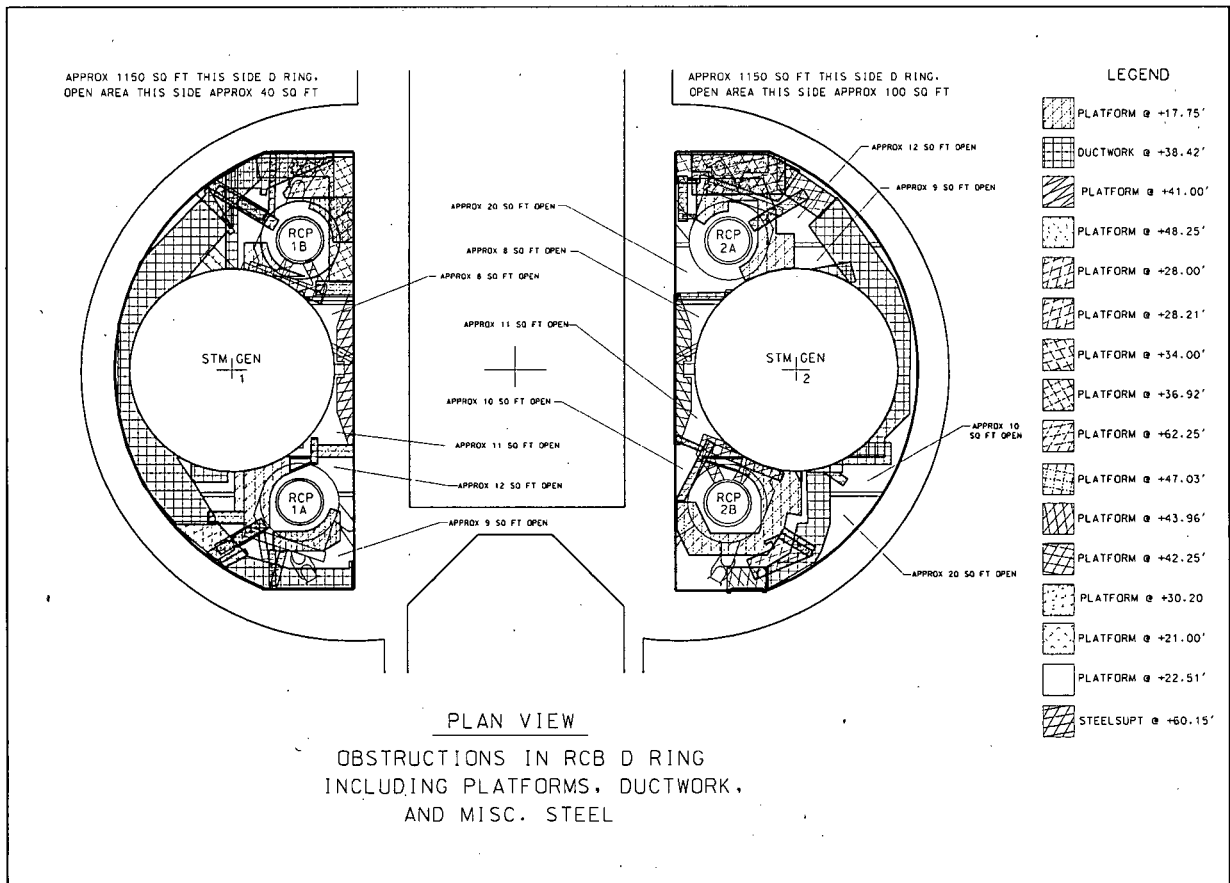 APPROX 1150 SQ FT THIS SIDE D RING.
OPEN AREA THIS SIDE APPROX 40 SQ FT
APPROX 1150 SQ FT THIS SIDE D RING.
OPEN AREA THIS SIDE APPROX 100 SQ FT
APPROX 12 SQ FT OPEN
APPROX 9 SQ FT OPEN
APPROX 20 SQ FT OPEN
APPROX 8 SQ FT OPEN
APPROX 8 SQ FT OPEN
APPROX 11 SQ FT OPEN
APPROX 10 SQ FT OPEN
APPROX 11 SQ FT OPEN
APPROX 12 SQ FT OPEN
APPROX 9 SQ FT OPEN
APPROX 10
SQ FT OPEN
APPROX 20 SQ FT OPEN
RCP
1B
STM GEN
1
RCP
1A
RCP
2A
STM GEN
2
RCP
2B
LEGEND
PLATFORM @ +17.75'
DUCTWORK @ +38.42'
PLATFORM @ +41.00'
PLATFORM @ +48.25'
PLATFORM @ +28.00'
PLATFORM @ +28.21'
PLATFORM @ +34.00'
PLATFORM @ +36.92'
PLATFORM @ +62.25'
PLATFORM @ +47.03'
PLATFORM @ +43.96'
PLATFORM @ +42.25'
PLATFORM @ +30.20
PLATFORM @ +21.00'
PLATFORM @ +22.51'
STEELSUPT @ +60.15'
PLAN VIEW
OBSTRUCTIONS IN RCB D RING
INCLUDING PLATFORMS, DUCTWORK,
AND MISC. STEEL